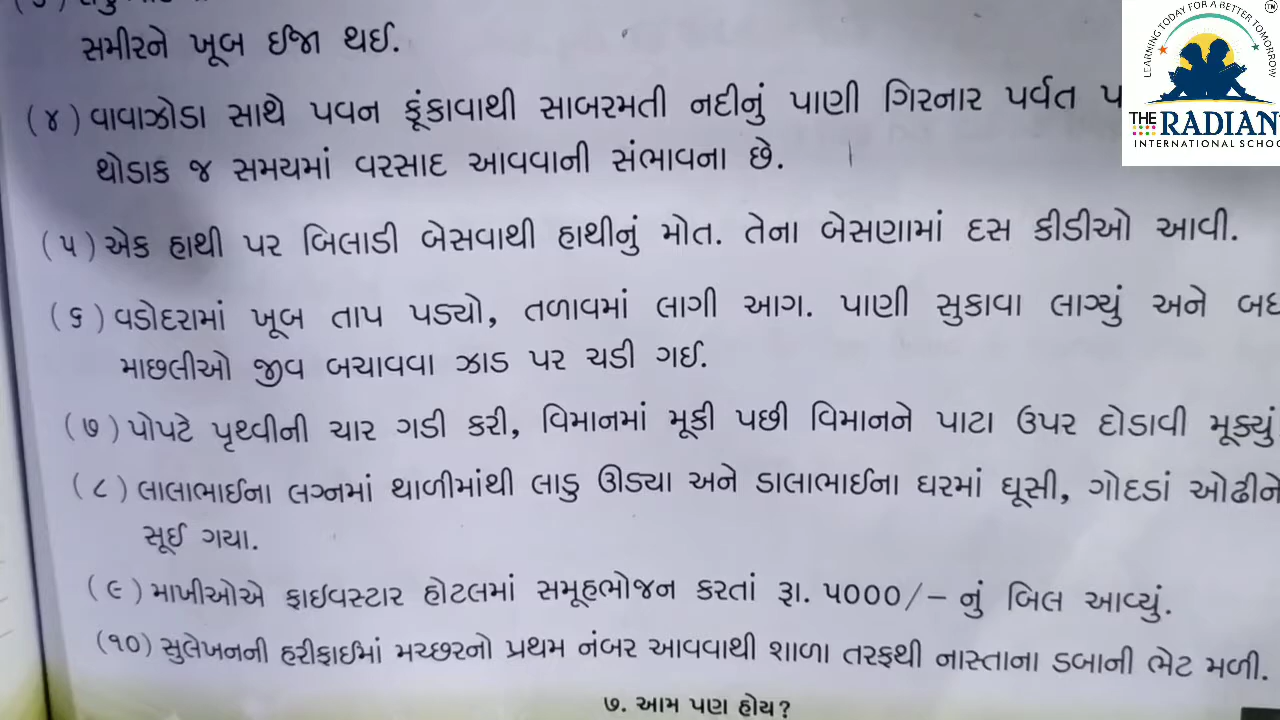 સમીરને ખૂબ ઈજા થઈ.
(૪) વાવાઝોડા સાથે પવન ફૂંકાવાથી સાબરમતી નદીનું પાણી ગિરનાર પર્વત
થોડાક જ સમયમાં વરસાદ આવવાની સંભાવના છે.
(૫) એક હાથી પર બિલાડી બેસવાથી હાથીનું મોત. તેના બેસણામાં દસ કીડીઓ આવી.
(૬) વડોદરામાં ખૂબ તાપ પડ્યો, તળાવમાં લાગી આગ. પાણી સુકાવા લાગ્યું અને
માછલીઓ જીવ બચાવવા ઝાડ પર ચડી ગઈ.
(૭) પોપટે પૃથ્વીની ચાર ગડી કરી, વિમાનમાં મૂકી પછી વિમાનને પાટા ઉપર દોડાવી મૂક્યું
(૮) લાલાભાઈના લગ્નમાં થાળીમાંથી લાડુ ઊડ્યા અને ડાલાભાઈના ઘરમાં ઘૂસી, ગોદડાં ઓઢીને
સૂઈ ગયા.
(૯) માખીઓએ ફાઈવસ્ટાર હોટલમાં સમૂહભોજન કરતાં રૂા. ૫૦૦૦/– નું બિલ આવ્યું.
(૧૦) સુલેખનની હરીફાઈમાં મચ્છરનો પ્રથમ નંબર આવવાથી શાળા તરફથી નાસ્તાના ડબાની ભેટ મળી.
૭. આમ પણ હોય?
LEARNING TODAY FOR A BETTER TOMORROW
THE RADIAN
INTERNATIONAL SCHOO